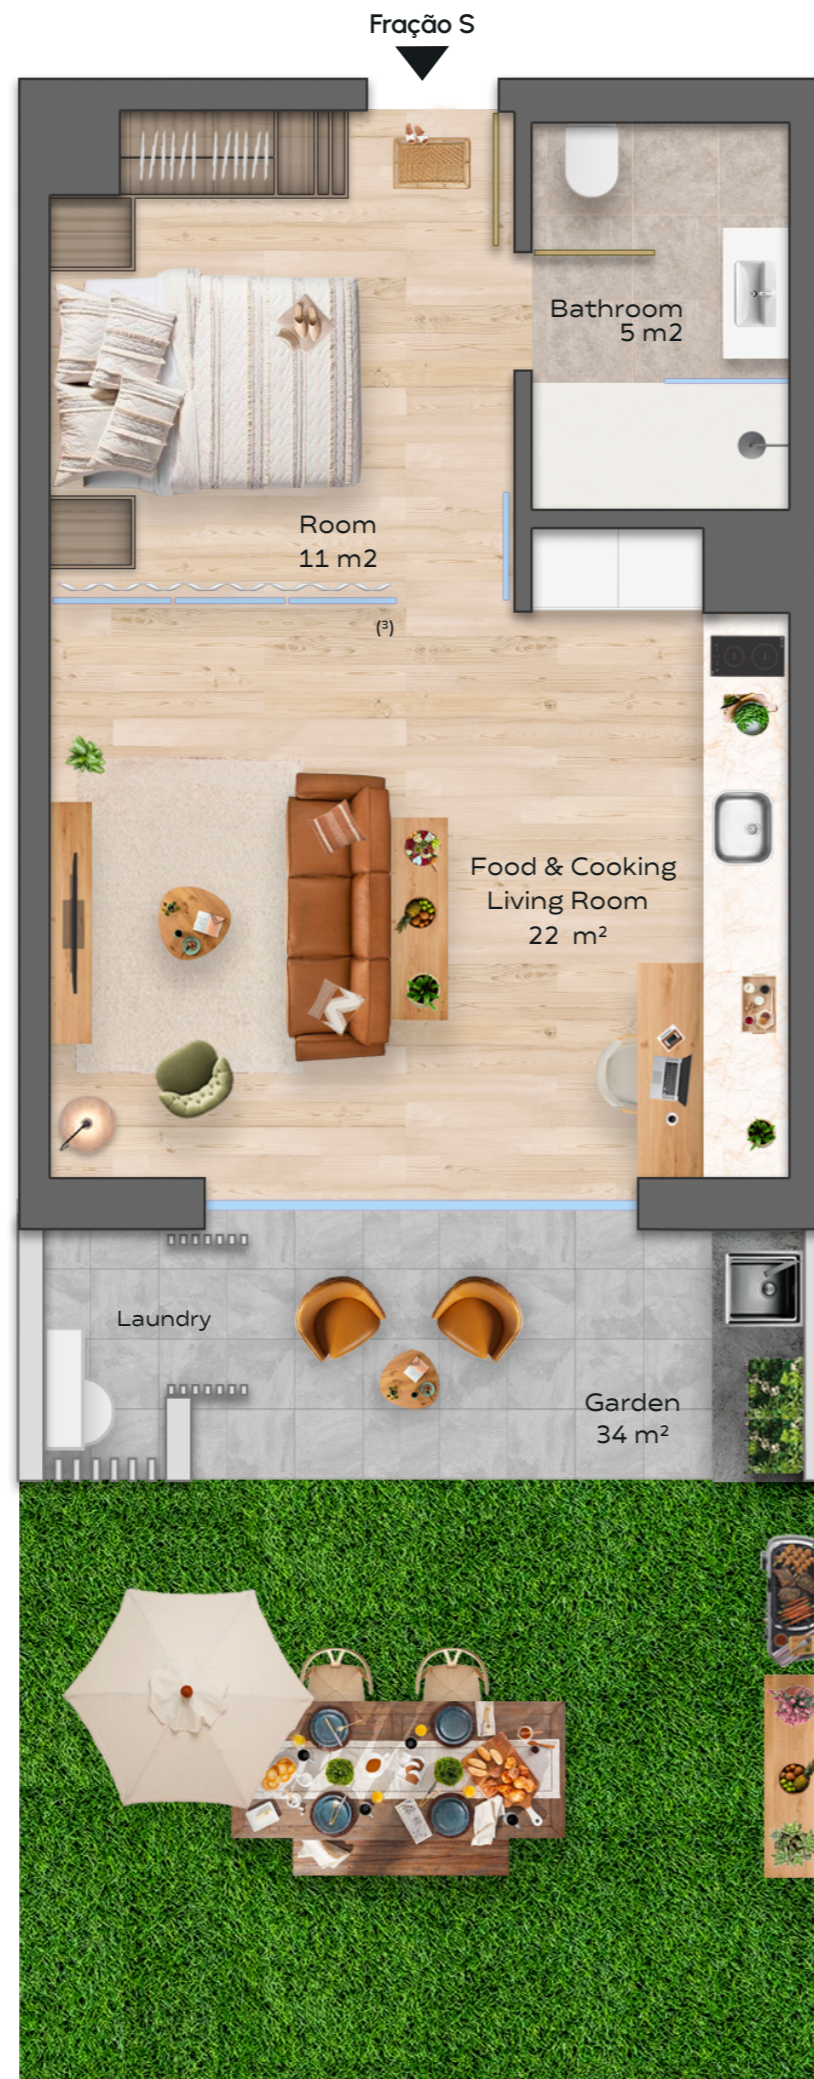 Fração S
Bathroom
5 m2
Room
11 m2
(³)
Food & Cooking
Living Room
22 m²
Laundry
Garden
34 m²